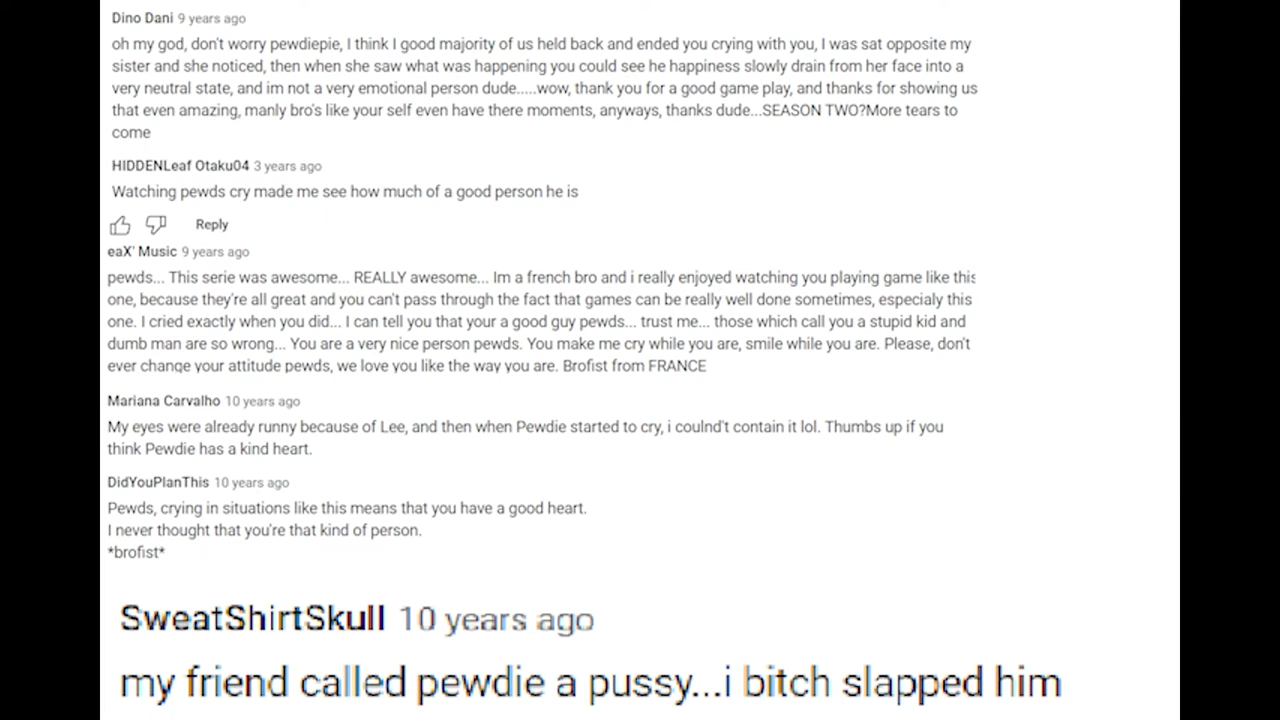 Dino Dani 9 years ago
oh my god, don't worry pewdiepie, I think I good majority of us held back and ended you crying with you, I was sat opposite my
sister and she noticed, then when she saw what was happening you could see he happiness slowly drain from her face into a
very neutral state, and im not a very emotional person dude.....wow, thank you for a good game play, and thanks for showing us
that even amazing, manly bro's like your self even have there moments, anyways, thanks dude...SEASON TWO?More tears to
come
HIDDENLeaf Otaku04 3 years ago
Watching pewds cry made me see how much of a good person he is
Reply
eaX' Music 9 years ago
pewds... This serie was awesome... REALLY awesome... Im a french bro and i really enjoyed watching you playing game like this
one, because they're all great and you can't pass through the fact that games can be really well done sometimes, especialy this
one. I cried exactly when you did... I can tell you that your a good guy pewds... trust me... those which call you a stupid kid and
dumb man are so wrong... You are a very nice person pewds. You make me cry while you are, smile while you are. Please, don't
ever change your attitude pewds, we love you like the way you are. Brofist from FRANCE
Mariana Carvalho 10 years ago
My eyes were already runny because of Lee, and then when Pewdie started to cry, i coulnd't contain it lol. Thumbs up if you
think Pewdie has a kind heart.
DidYouPlanThis 10 years ago
Pewds, crying in situations like this means that you have a good heart.
I never thought that you're that kind of person.
*brofist*
SweatShirtSkull 10 years ago
my friend called pewdie a pussy...i bitch slapped him